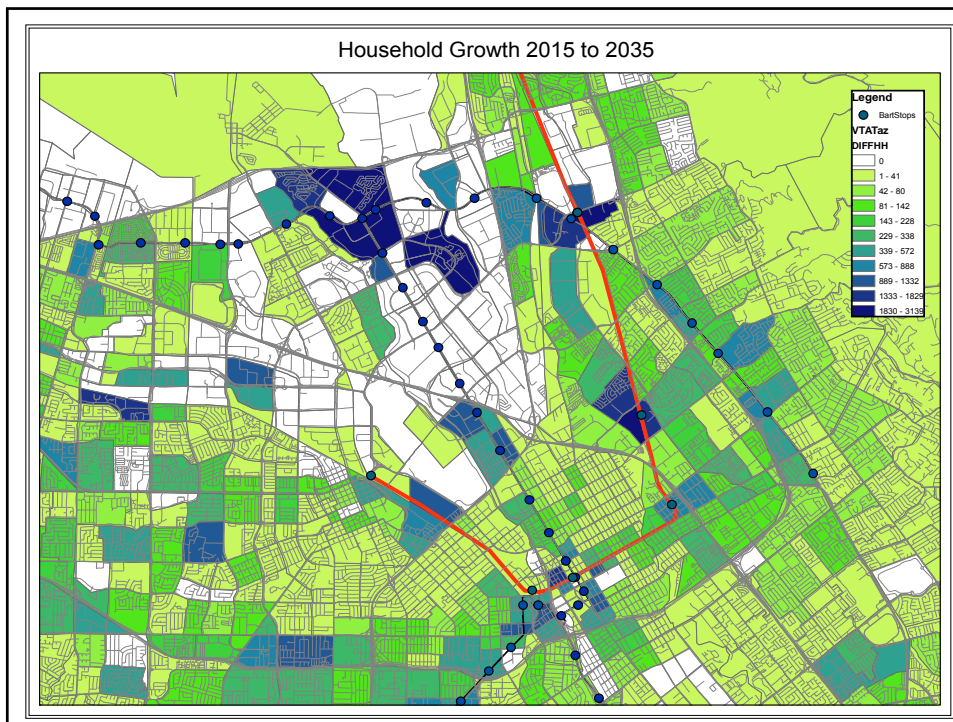 Household Growth 2015 to 2035
Legend
BartStops
VTATaz
DIFFHH
0
1 - 41
42 - 80
81 - 142
143 - 228
229 - 338
339 - 572
573 - 888
889 - 1332
1333 - 1829
1830 - 3139